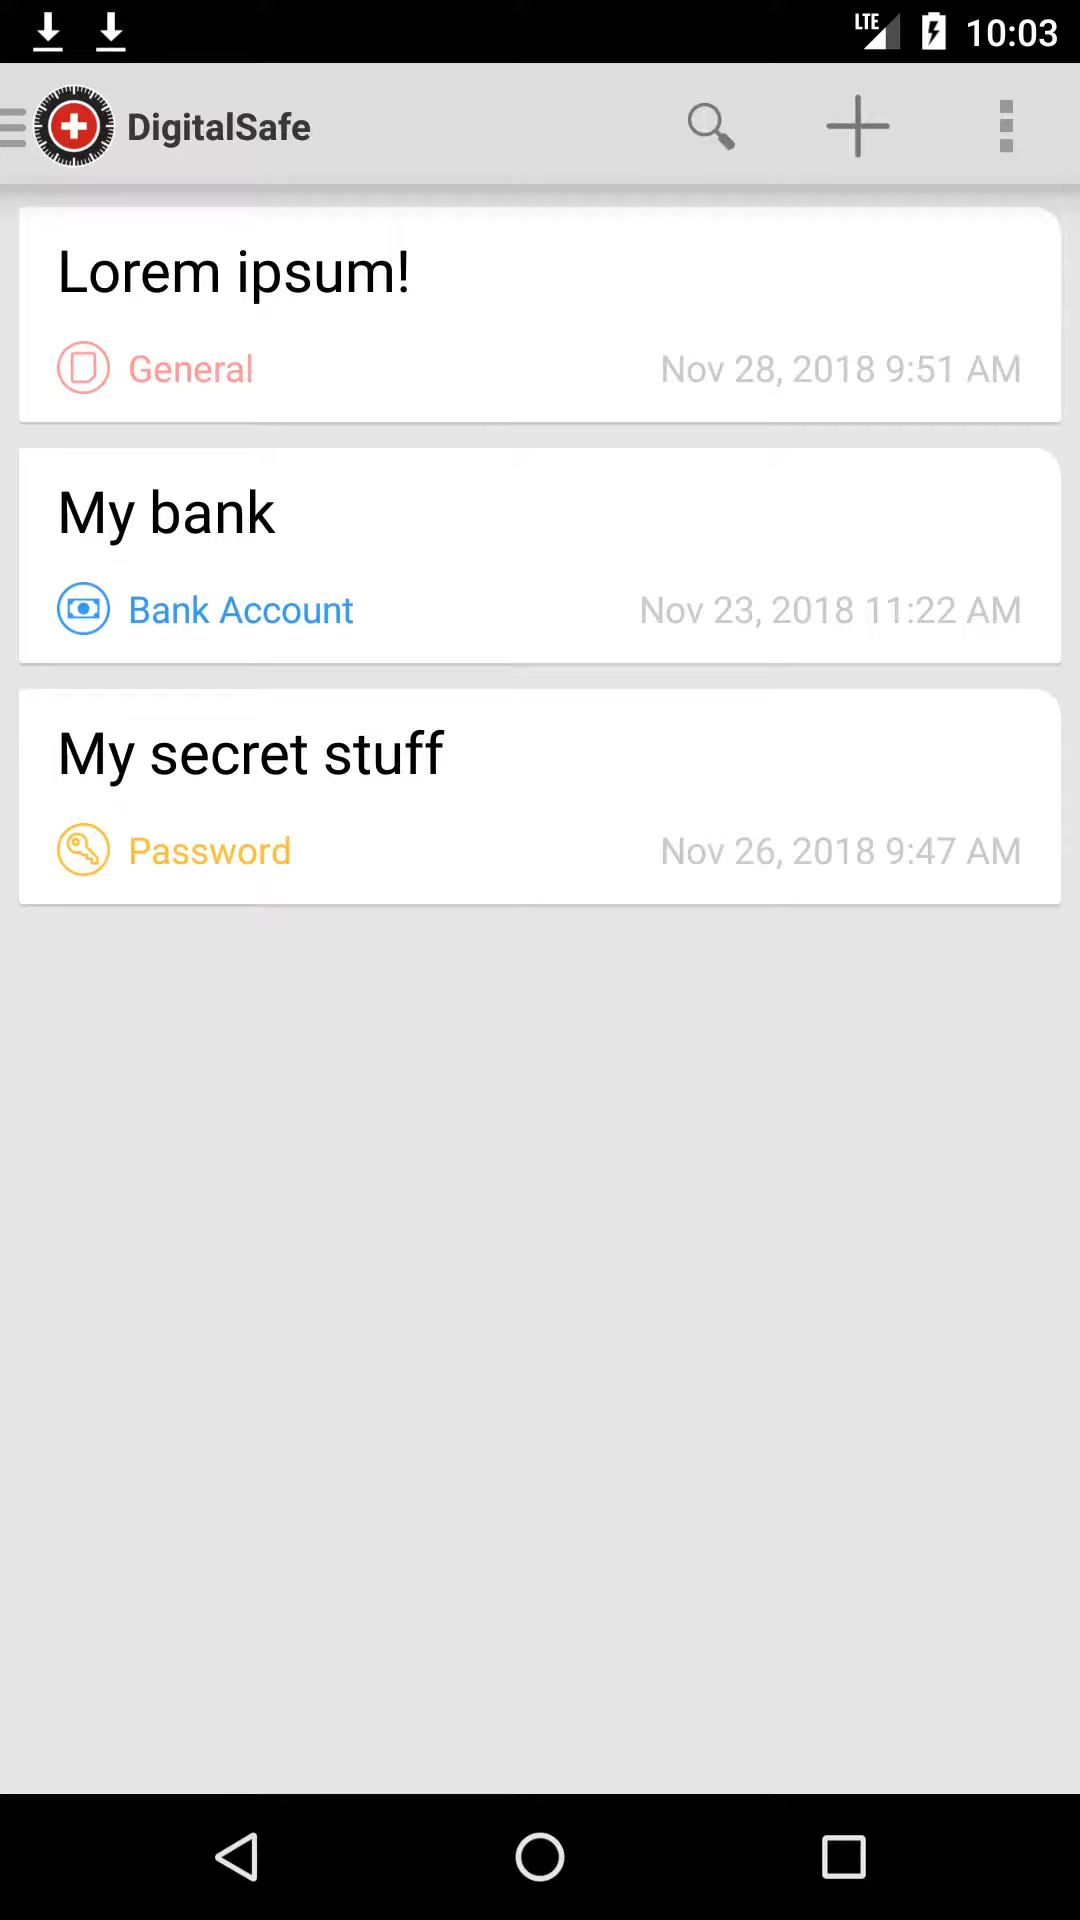 LTE 10:03
DigitalSafe
Lorem ipsum!
General Nov 28, 2018 9:51 AM
My bank
Bank Account Nov 23, 2018 11:22 AM
My secret stuff
Password Nov 26, 2018 9:47 AM